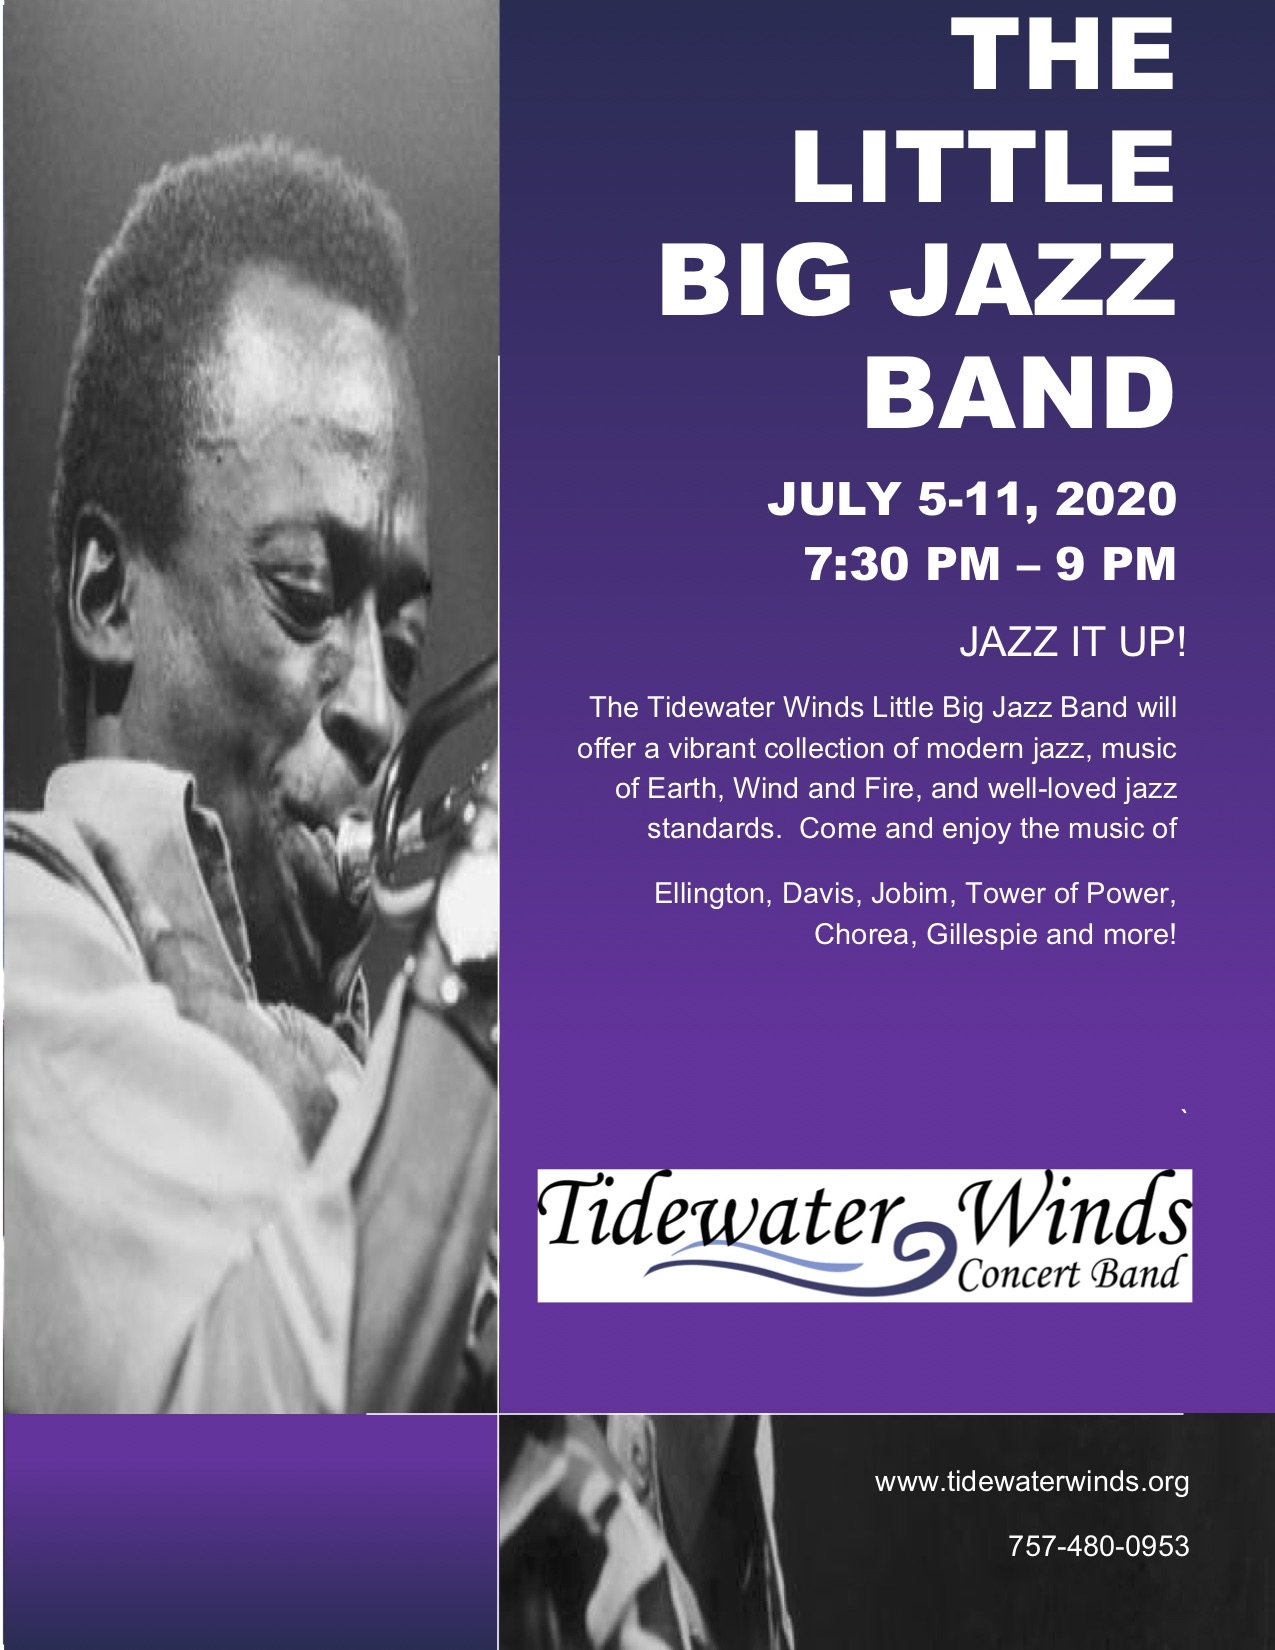 THE
LITTLE
BIG JAZZ
BAND
JULY 5-11, 2020
7:30 PM – 9 PM
JAZZ IT UP!
The Tidewater Winds Little Big Jazz Band will
offer a vibrant collection of modern jazz, music
of Earth, Wind and Fire, and well-loved jazz
standards.  Come and enjoy the music of
Ellington, Davis, Jobim, Tower of Power,
Chorea, Gillespie and more!
`
Tidewater Winds
Concert Band
www.tidewaterwinds.org
757-480-0953